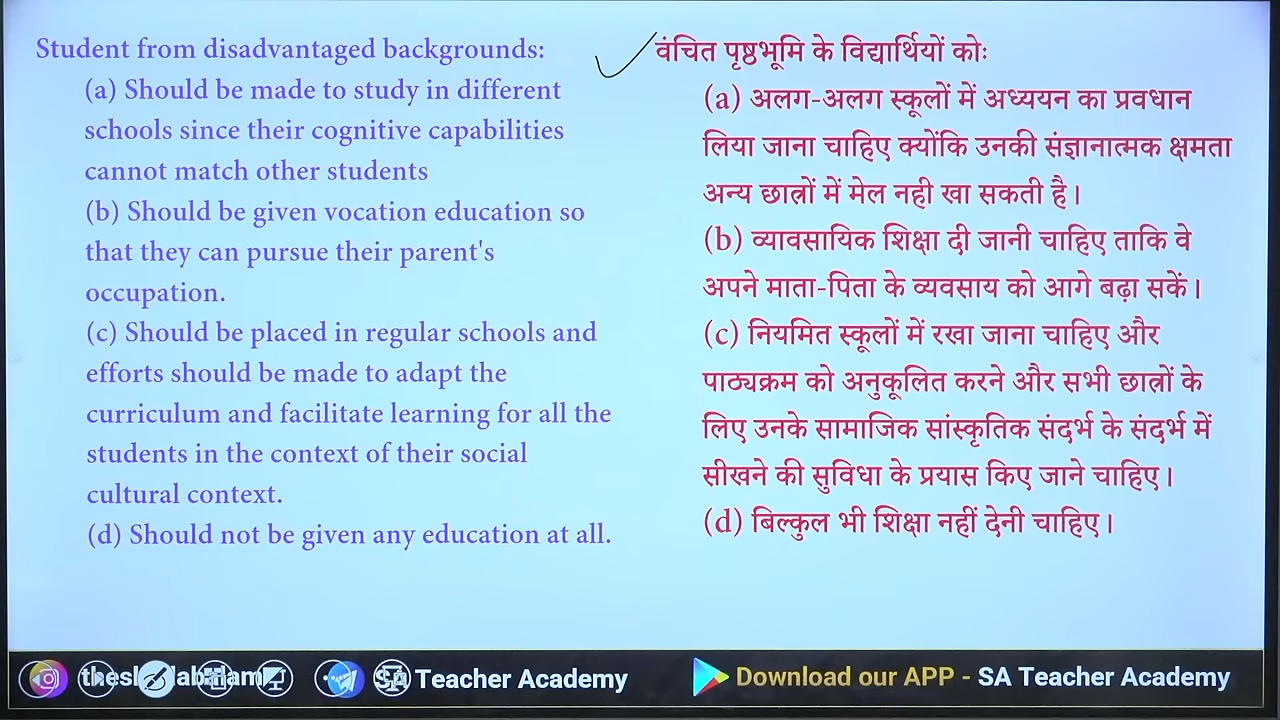 Student from disadvantaged backgrounds:
(a) Should be made to study in different
schools since their cognitive capabilities
cannot match other students
(b) Should be given vocation education so
that they can pursue their parent's
occupation.
(c) Should be placed in regular schools and
efforts should be made to adapt the
curriculum and facilitate learning for all the
students in the context of their social
cultural context.
(d) Should not be given any education at all.
वंचित पृष्ठभूमि के विद्यार्थियों कोः
(a) अलग-अलग स्कूलों में अध्ययन का प्रवधान
लिया जाना चाहिए क्योंकि उनकी संज्ञानात्मक क्षमता
अन्य छात्रों में मेल नही खा सकती है।
(b) व्यावसायिक शिक्षा दी जानी चाहिए ताकि वे
अपने माता-पिता के व्यवसाय को आगे बढ़ा सकें।
(c) नियमित स्कूलों में रखा जाना चाहिए और
पाठ्यक्रम को अनुकूलित करने और सभी छात्रों के
लिए उनके सामाजिक सांस्कृतिक संदर्भ के संदर्भ में
सीखने की सुविधा के प्रयास किए जाने चाहिए।
(d) बिल्कुल भी शिक्षा नहीं देनी चाहिए।
SA Teacher Academy
Download our APP - SA Teacher Academy